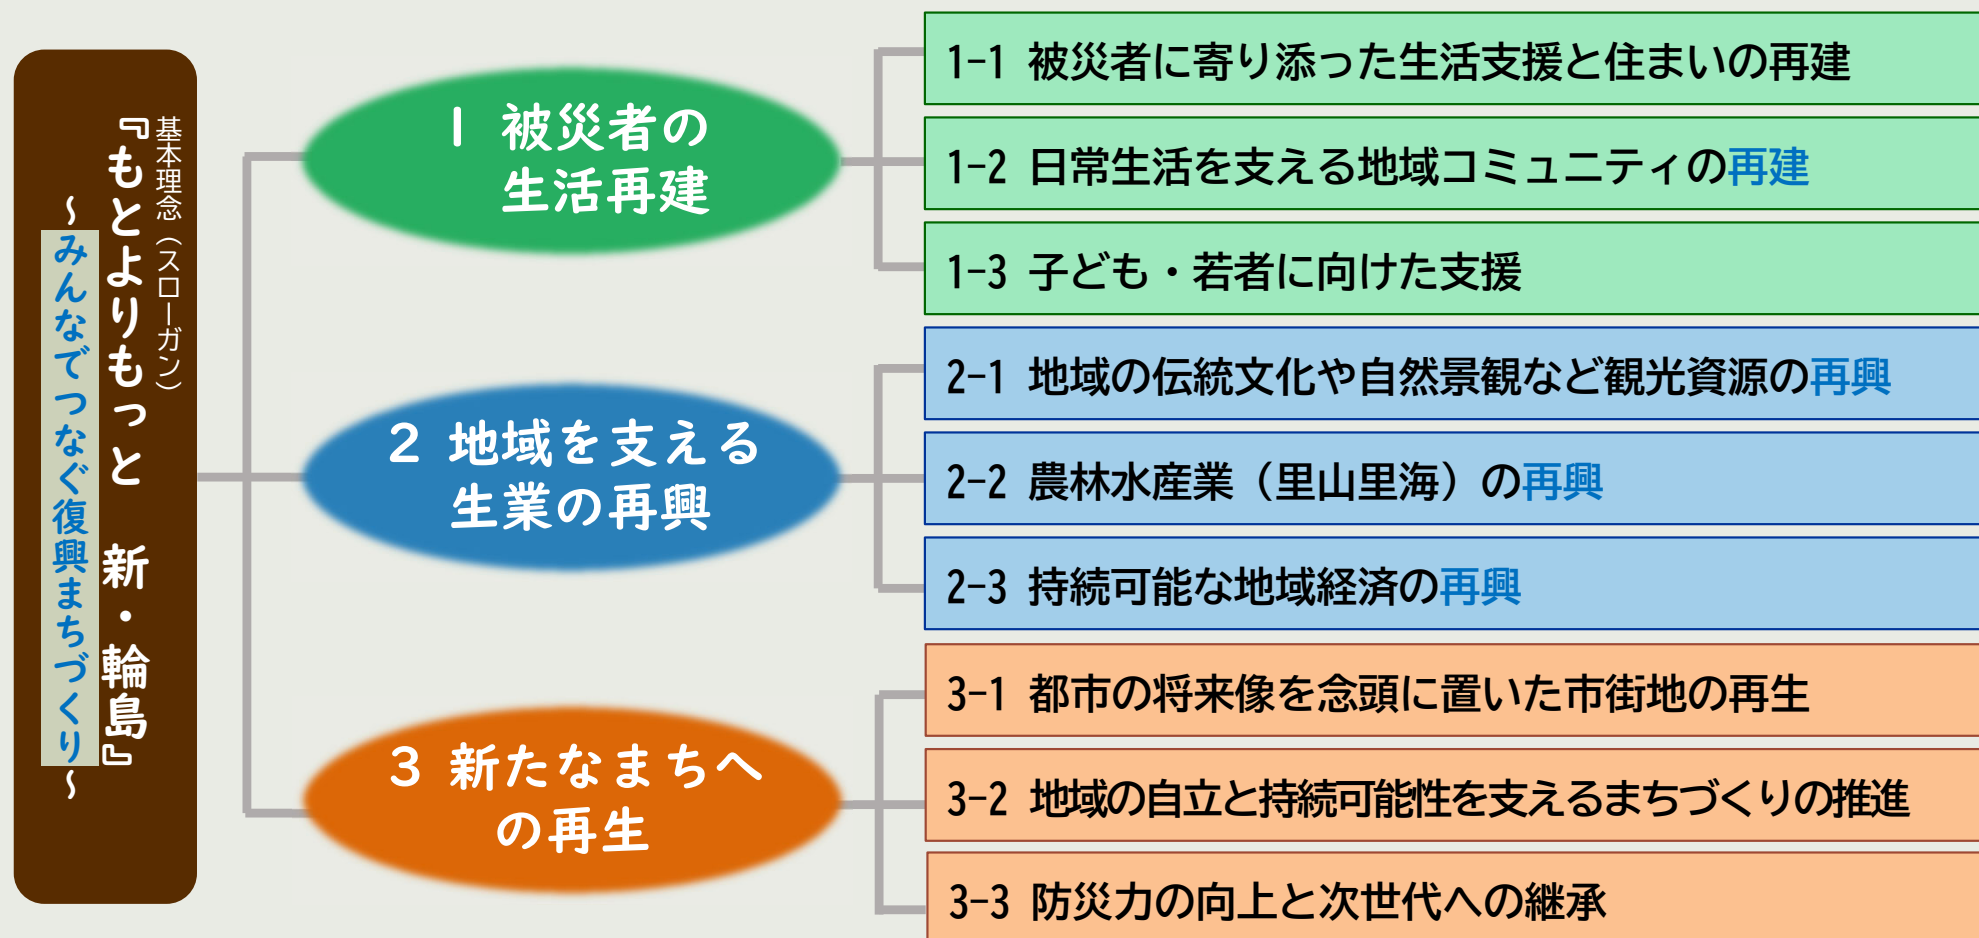 基本理念（スローガン）
『もとよりもっと　新・輪島』
～みんなでつなぐ復興まちづくり～
1 被災者の
生活再建
1-1 被災者に寄り添った生活支援と住まいの再建
1-2 日常生活を支える地域コミュニティの再建
1-3 子ども・若者に向けた支援
2 地域を支える
生業の再興
2-1 地域の伝統文化や自然景観など観光資源の再興
2-2 農林水産業（里山里海）の再興
2-3 持続可能な地域経済の再興
3 新たなまちへ
の再生
3-1 都市の将来像を念頭に置いた市街地の再生
3-2 地域の自立と持続可能性を支えるまちづくりの推進
3-3 防災力の向上と次世代への継承